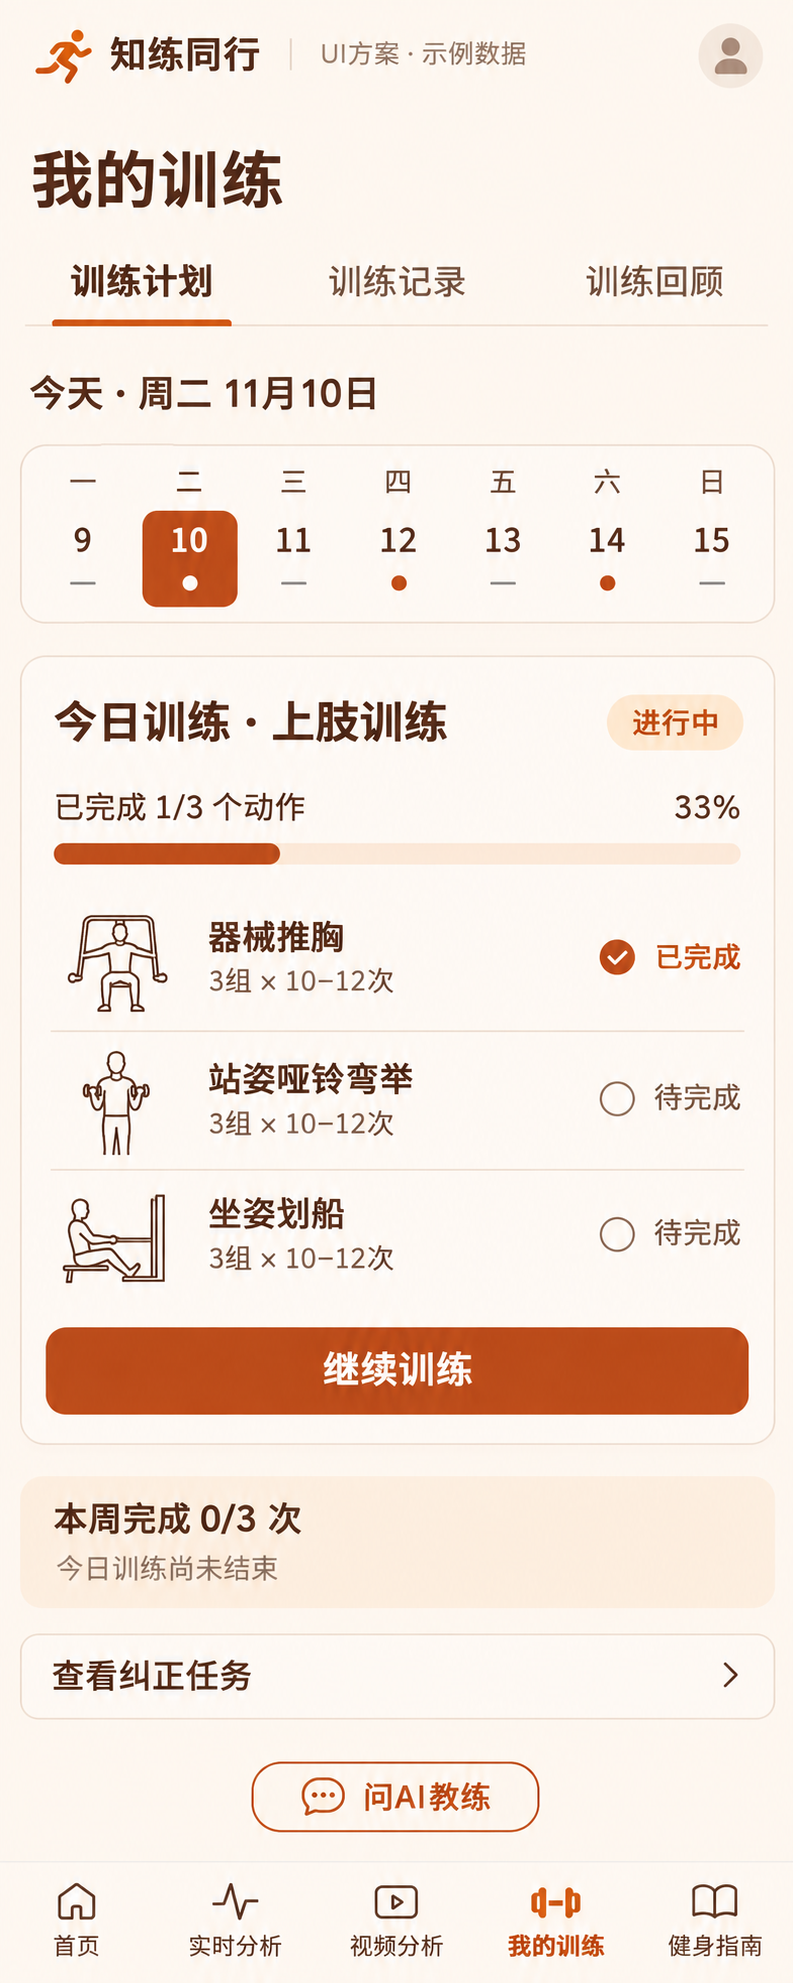 知练同行
UI方案 · 示例数据
我的训练
训练计划 训练记录 训练回顾
今天 · 周二 11月10日
一 二 三 四 五 六 日
9 10 11 12 13 14 15
今日训练 · 上肢训练
进行中
已完成 1/3 个动作 33%
器械推胸
3组 × 10–12次
已完成
站姿哑铃弯举
3组 × 10–12次
待完成
坐姿划船
3组 × 10–12次
待完成
继续训练
本周完成 0/3 次
今日训练尚未结束
查看纠正任务
问AI教练
首页 实时分析 视频分析 我的训练 健身指南